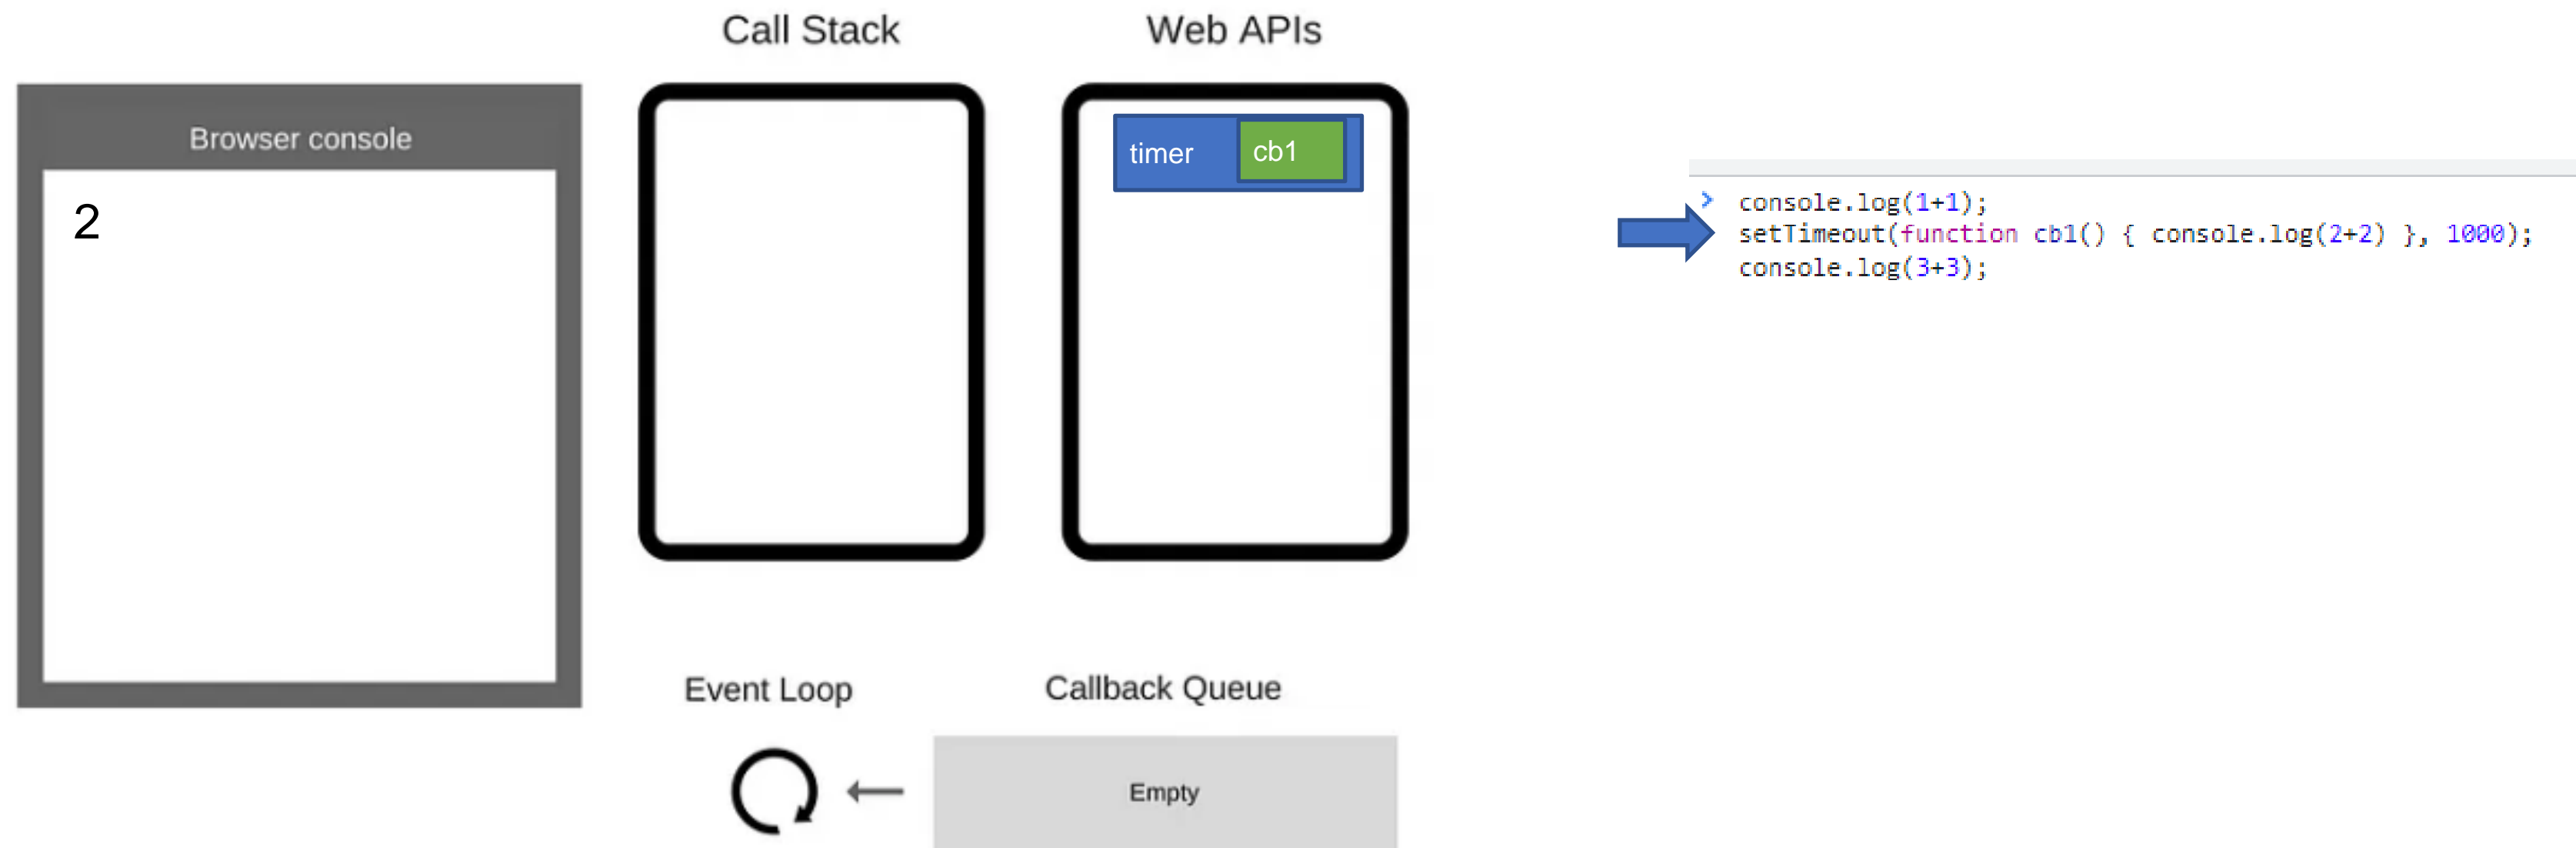 Call Stack
Web APIs
Browser console
2
timer
cb1
> console.log(1+1);
setTimeout(function cb1() { console.log(2+2) }, 1000);
console.log(3+3);
Event Loop
Callback Queue
Empty